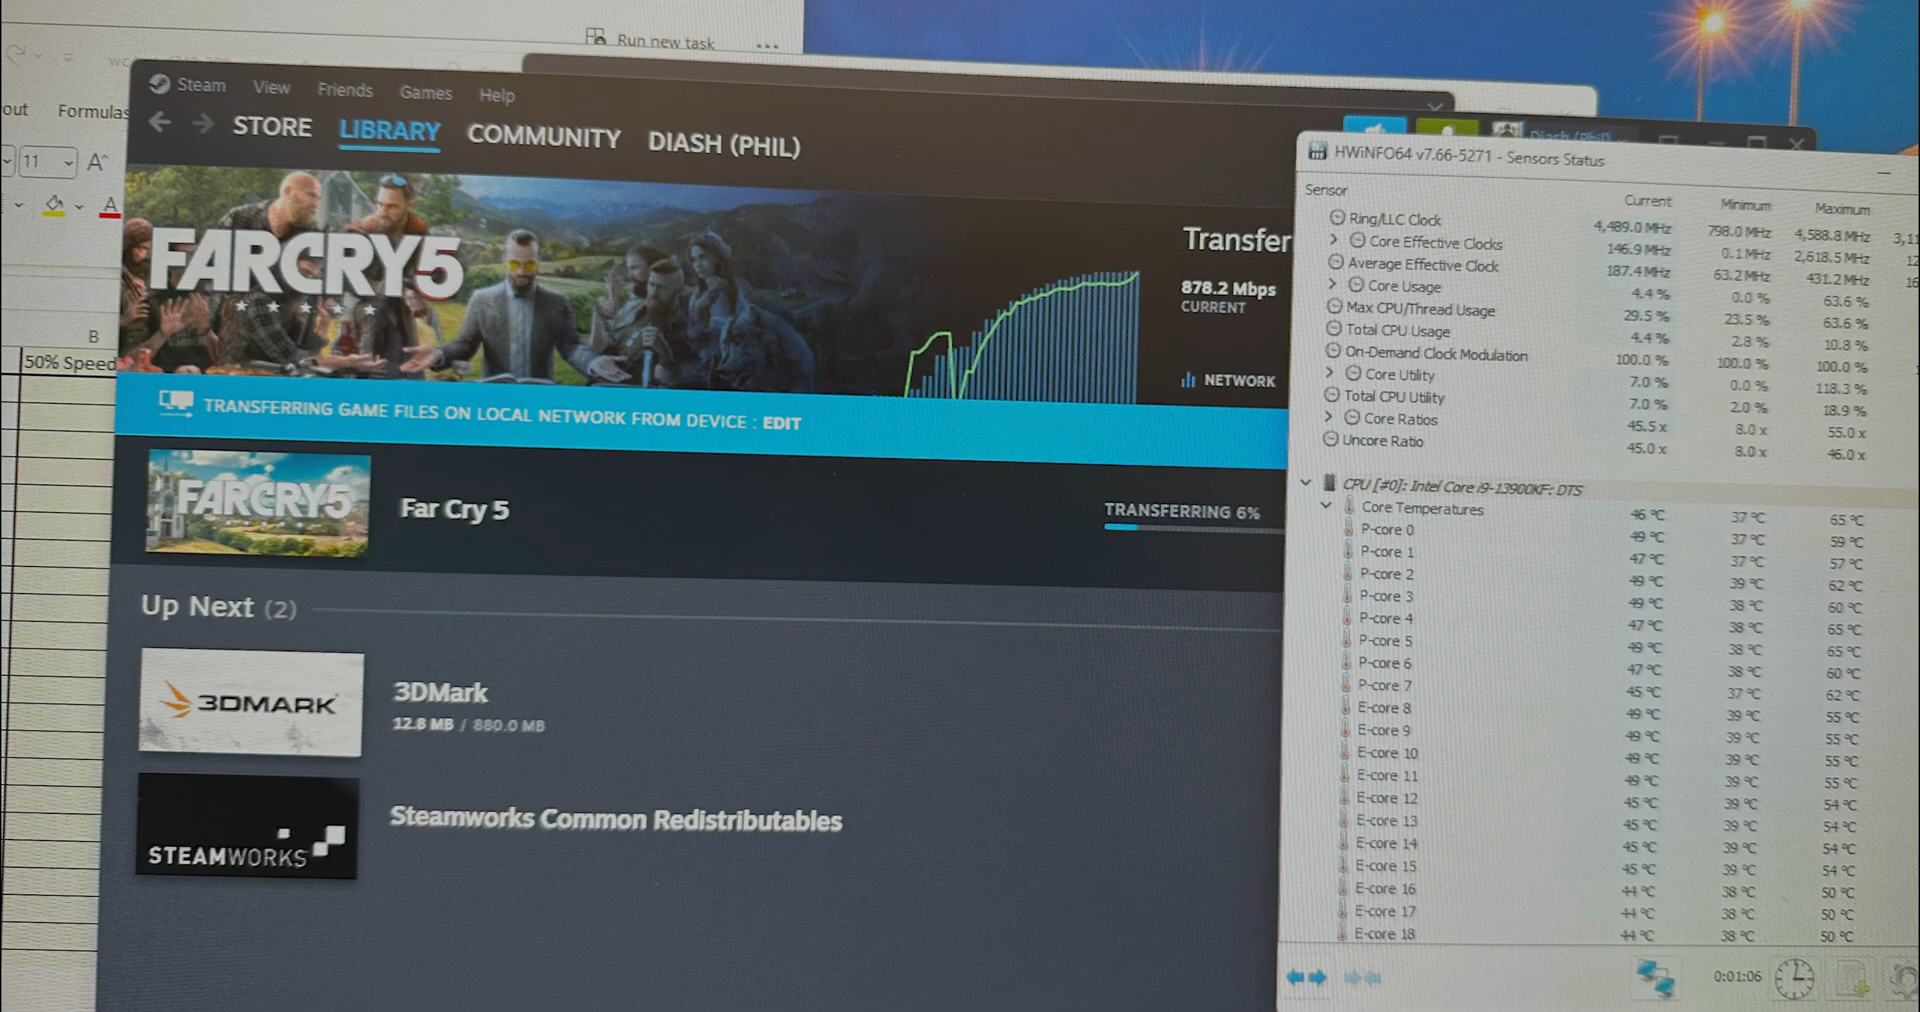 Run new task
out Formulas
11 A^
A
B
50% Speed
Steam View Friends Games Help
STORE LIBRARY COMMUNITY DIASH (PHIL)
Diash (Phil)
FARCRY5
Transfer
878.2 Mbps
CURRENT
NETWORK
TRANSFERRING GAME FILES ON LOCAL NETWORK FROM DEVICE : EDIT
FARCRY5
Far Cry 5
TRANSFERRING 6%
Up Next (2)
3DMARK
3DMark
12.8 MB / 880.0 MB
STEAMWORKS
Steamworks Common Redistributables
HWiNFO64 v7.66-5271 - Sensors Status
Sensor Current Minimum Maximum
Ring/LLC Clock 4,489.0 MHz 798.0 MHz 4,588.8 MHz 3,11
Core Effective Clocks 146.9 MHz 0.1 MHz 2,618.5 MHz 12
Average Effective Clock 187.4 MHz 63.2 MHz 431.2 MHz 16
Core Usage 4.4 % 0.0 % 63.6 %
Max CPU/Thread Usage 29.5 % 23.5 % 63.6 %
Total CPU Usage 4.4 % 2.8 % 10.8 %
On-Demand Clock Modulation 100.0 % 100.0 % 100.0 %
Core Utility 7.0 % 0.0 % 118.3 %
Total CPU Utility 7.0 % 2.0 % 18.9 %
Core Ratios 45.5 x 8.0 x 55.0 x
Uncore Ratio 45.0 x 8.0 x 46.0 x
CPU [#0]: Intel Core i9-13900KF: DTS
Core Temperatures 46 °C 37 °C 65 °C
P-core 0 49 °C 37 °C 59 °C
P-core 1 47 °C 37 °C 57 °C
P-core 2 49 °C 39 °C 62 °C
P-core 3 49 °C 38 °C 60 °C
P-core 4 47 °C 38 °C 65 °C
P-core 5 49 °C 38 °C 65 °C
P-core 6 47 °C 38 °C 60 °C
P-core 7 45 °C 37 °C 62 °C
E-core 8 49 °C 39 °C 55 °C
E-core 9 49 °C 39 °C 55 °C
E-core 10 49 °C 39 °C 55 °C
E-core 11 49 °C 39 °C 55 °C
E-core 12 45 °C 39 °C 54 °C
E-core 13 45 °C 39 °C 54 °C
E-core 14 45 °C 39 °C 54 °C
E-core 15 45 °C 39 °C 54 °C
E-core 16 44 °C 38 °C 50 °C
E-core 17 44 °C 38 °C 50 °C
E-core 18 44 °C 38 °C 50 °C
0:01:06